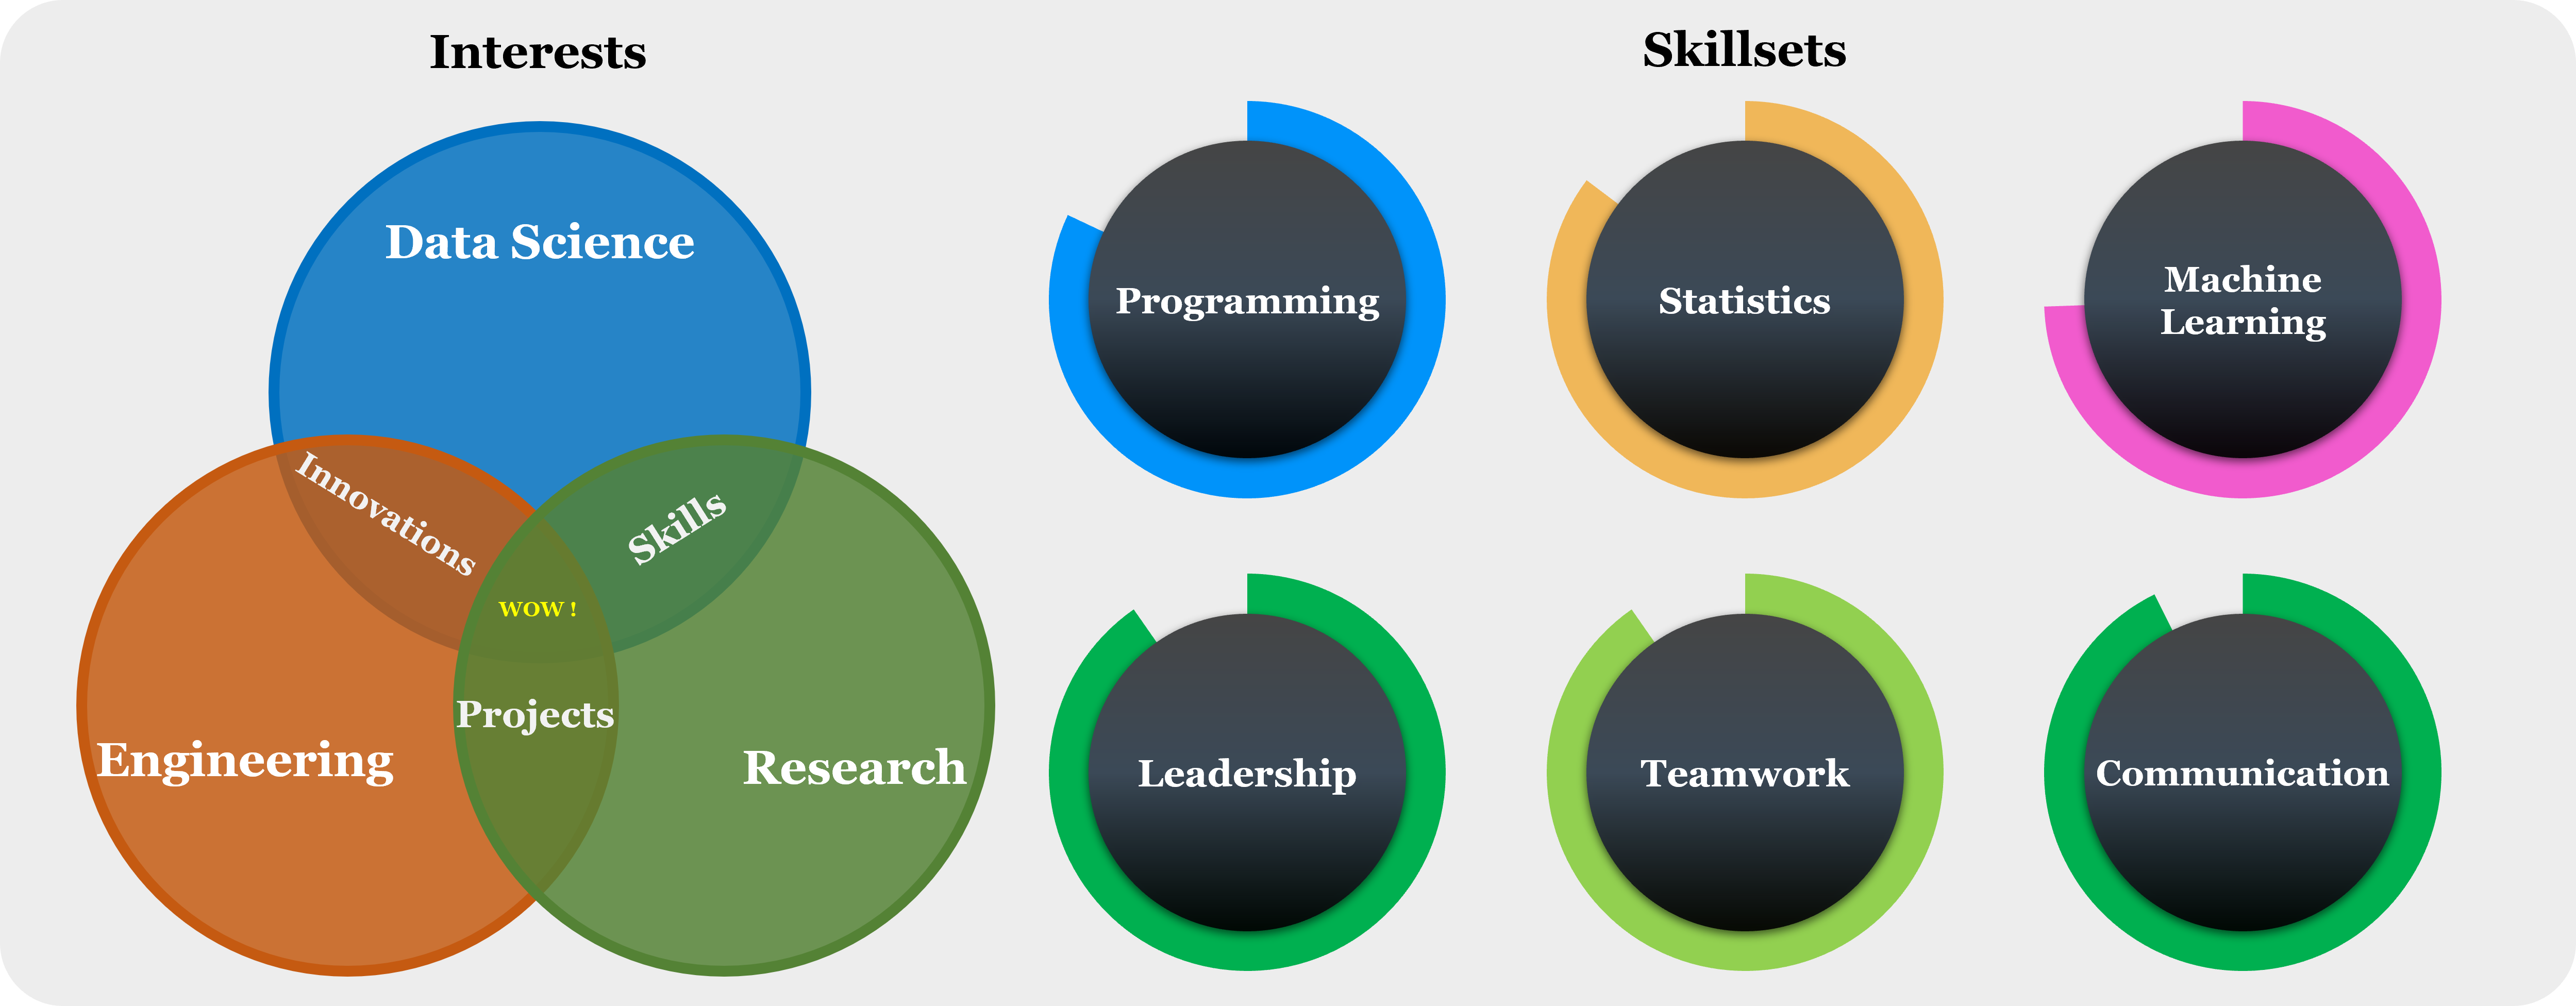 Interests
Data Science
Innovations
Skills
WOW !
Projects
Engineering
Research
Skillsets
Programming
Statistics
Machine
Learning
Leadership
Teamwork
Communication